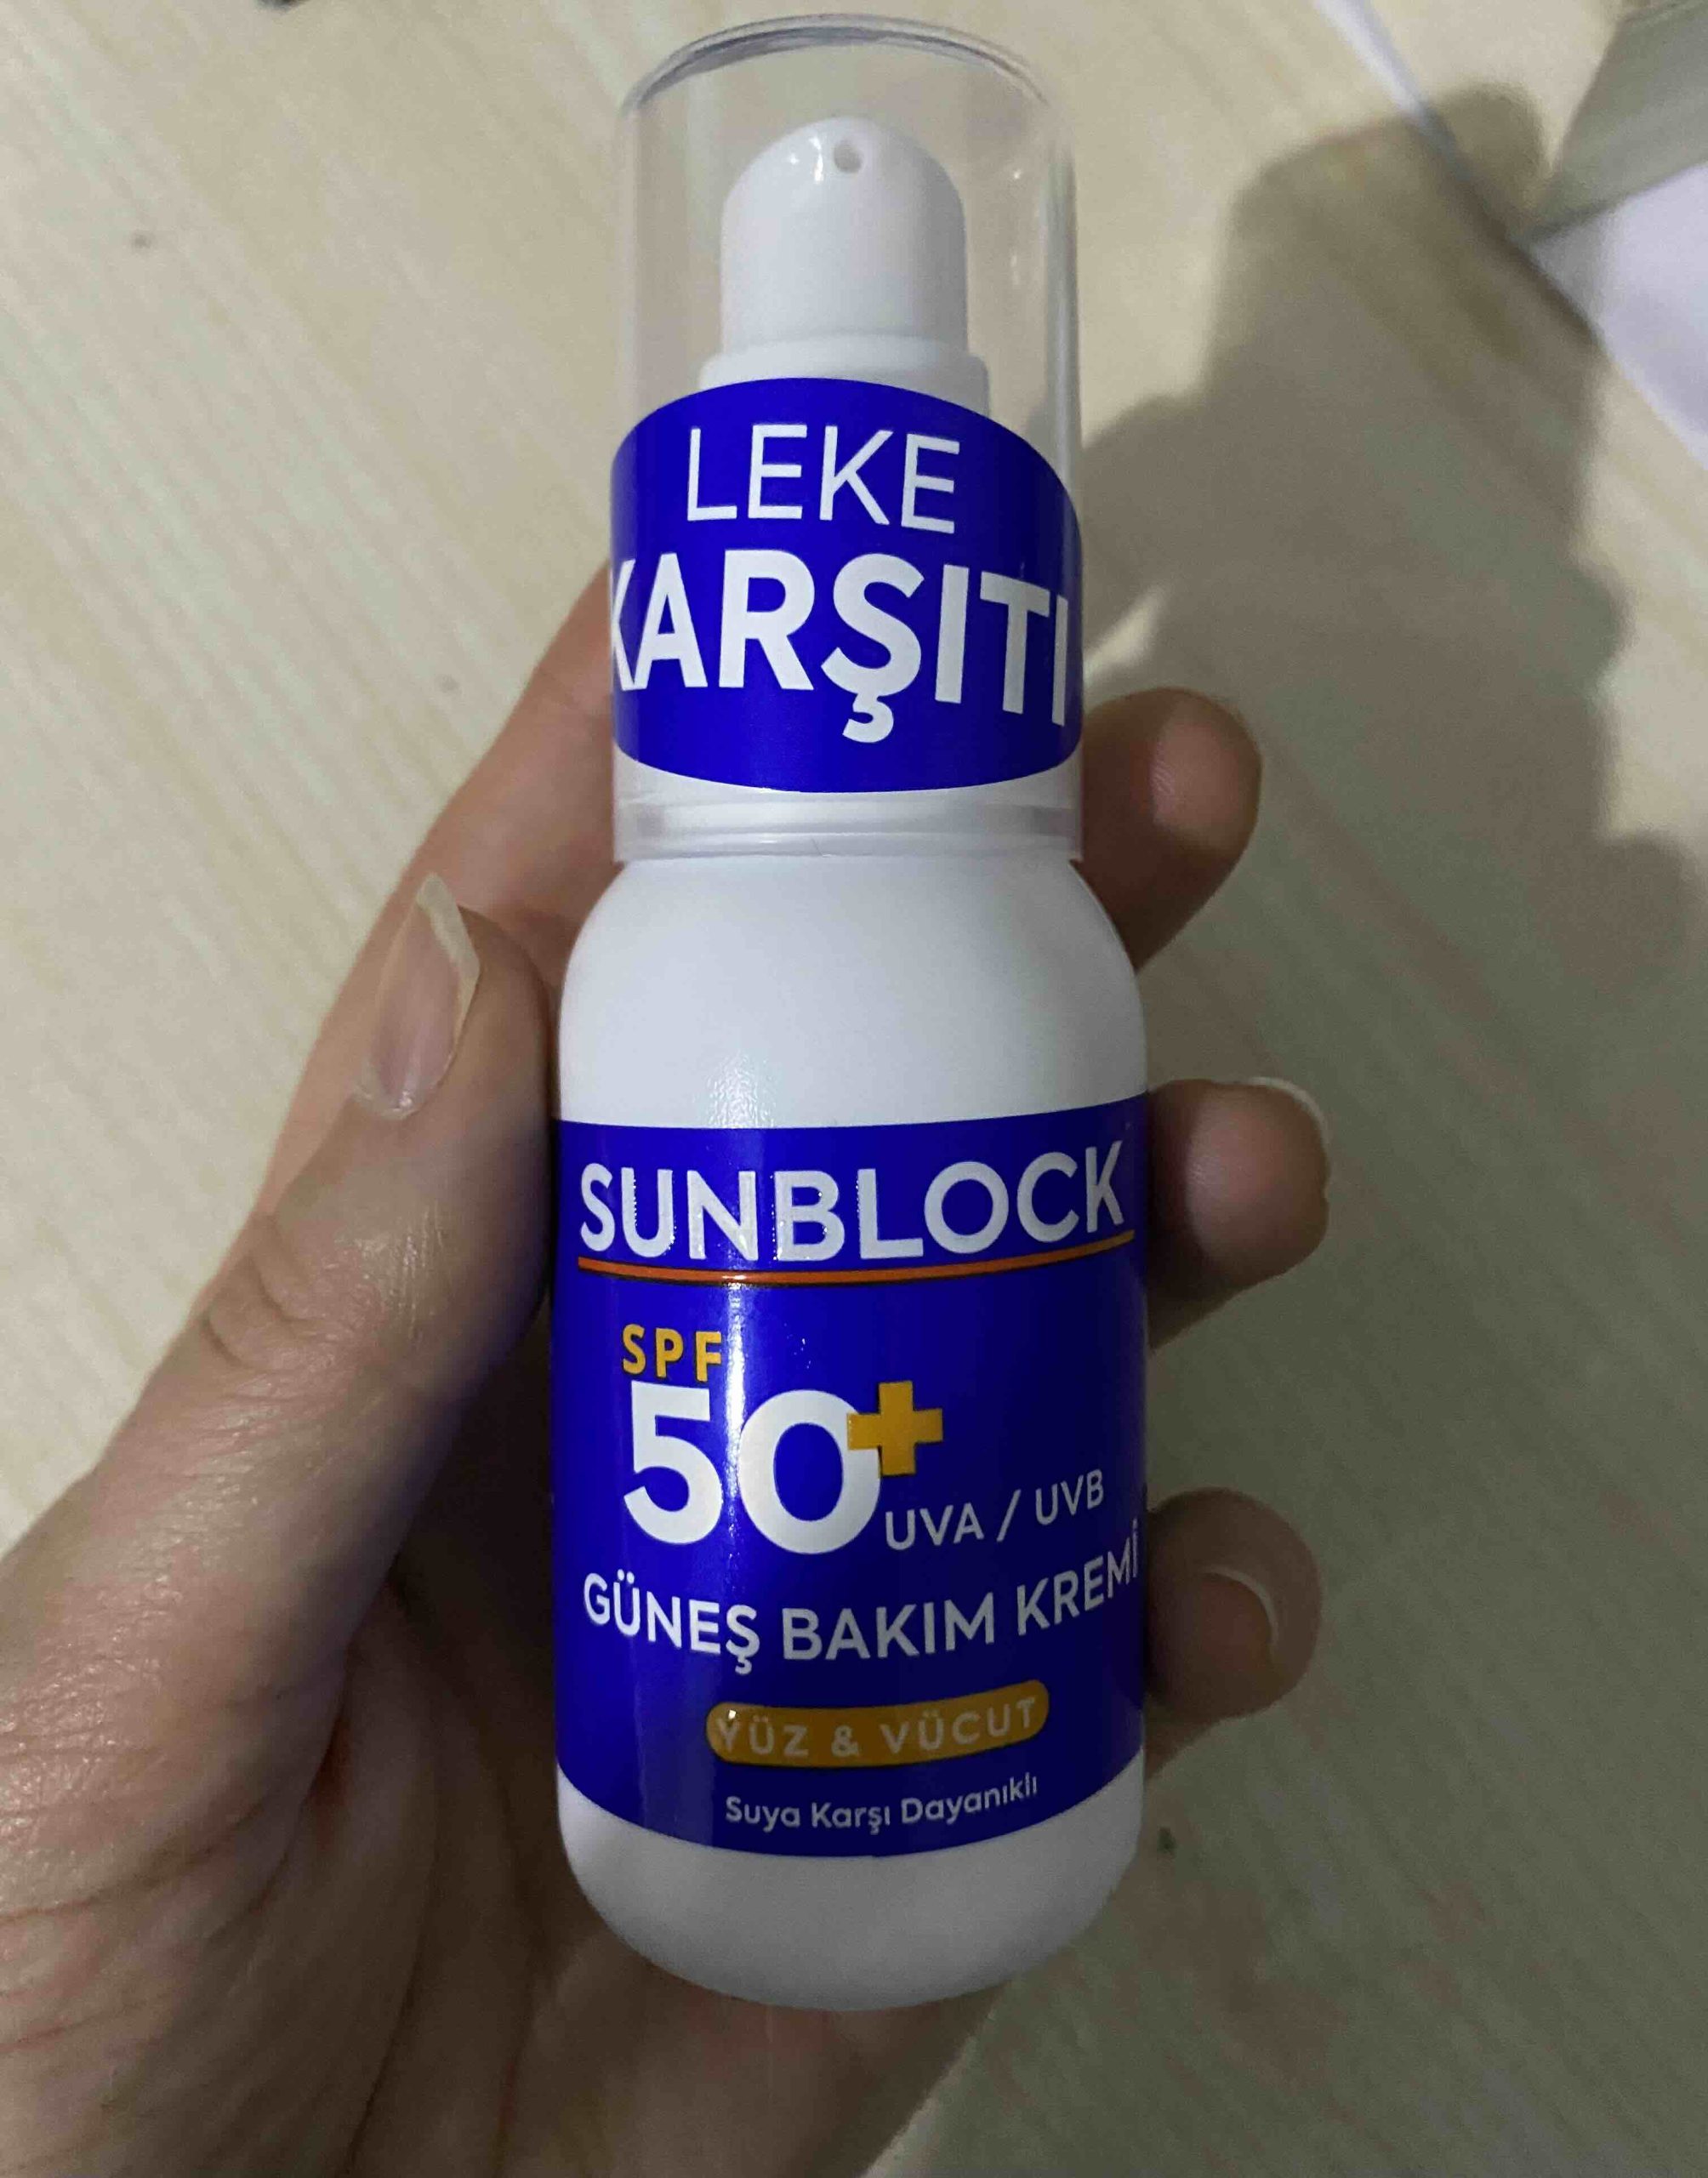 LEKE
KARŞITI
SUNBLOCK
SPF
50+
UVA / UVB
GÜNEŞ BAKIM KREMİ
YÜZ & VÜCUT
Suya Karşı Dayanıklı